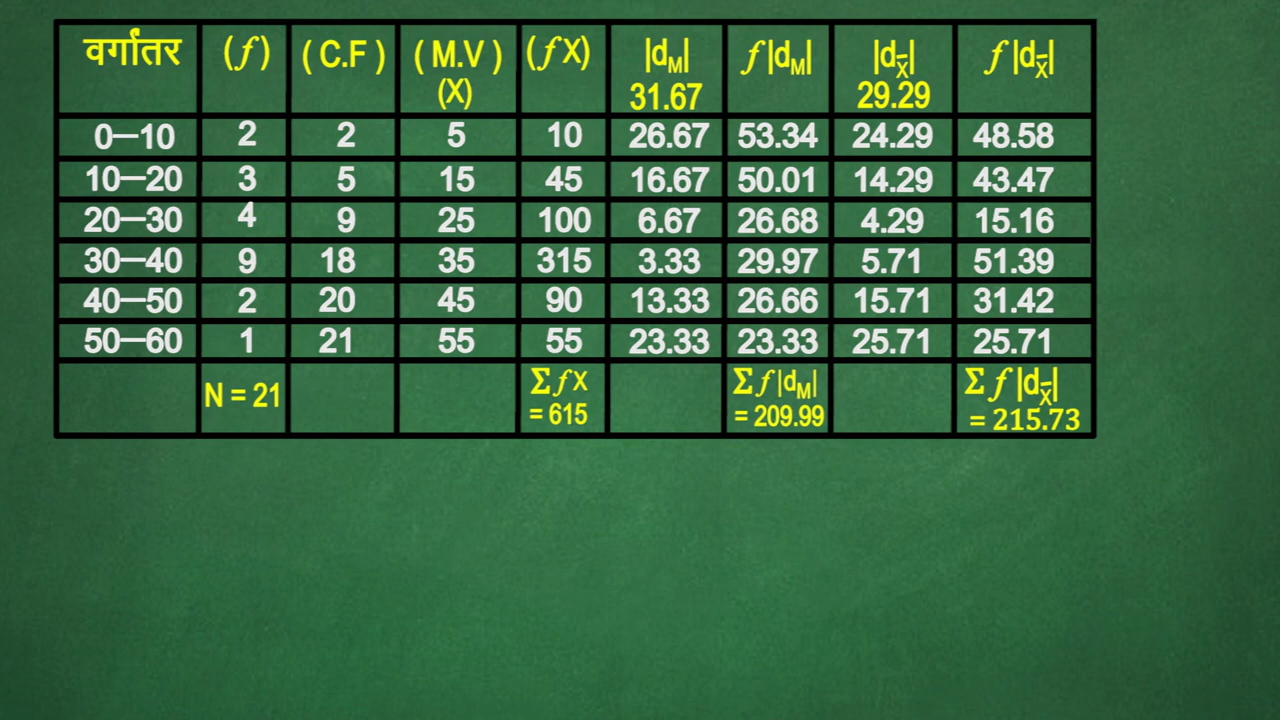 वर्गांतर (f) ( C.F ) ( M.V ) (X) (fX) |dM| 31.67 f|dM| |dX̄| 29.29 f|dX̄|
0—10 2 2 5 10 26.67 53.34 24.29 48.58
10—20 3 5 15 45 16.67 50.01 14.29 43.47
20—30 4 9 25 100 6.67 26.68 4.29 15.16
30—40 9 18 35 315 3.33 29.97 5.71 51.39
40—50 2 20 45 90 13.33 26.66 15.71 31.42
50—60 1 21 55 55 23.33 23.33 25.71 25.71
N = 21 Σfx = 615 Σf|dM| = 209.99 Σf|dX̄| = 215.73